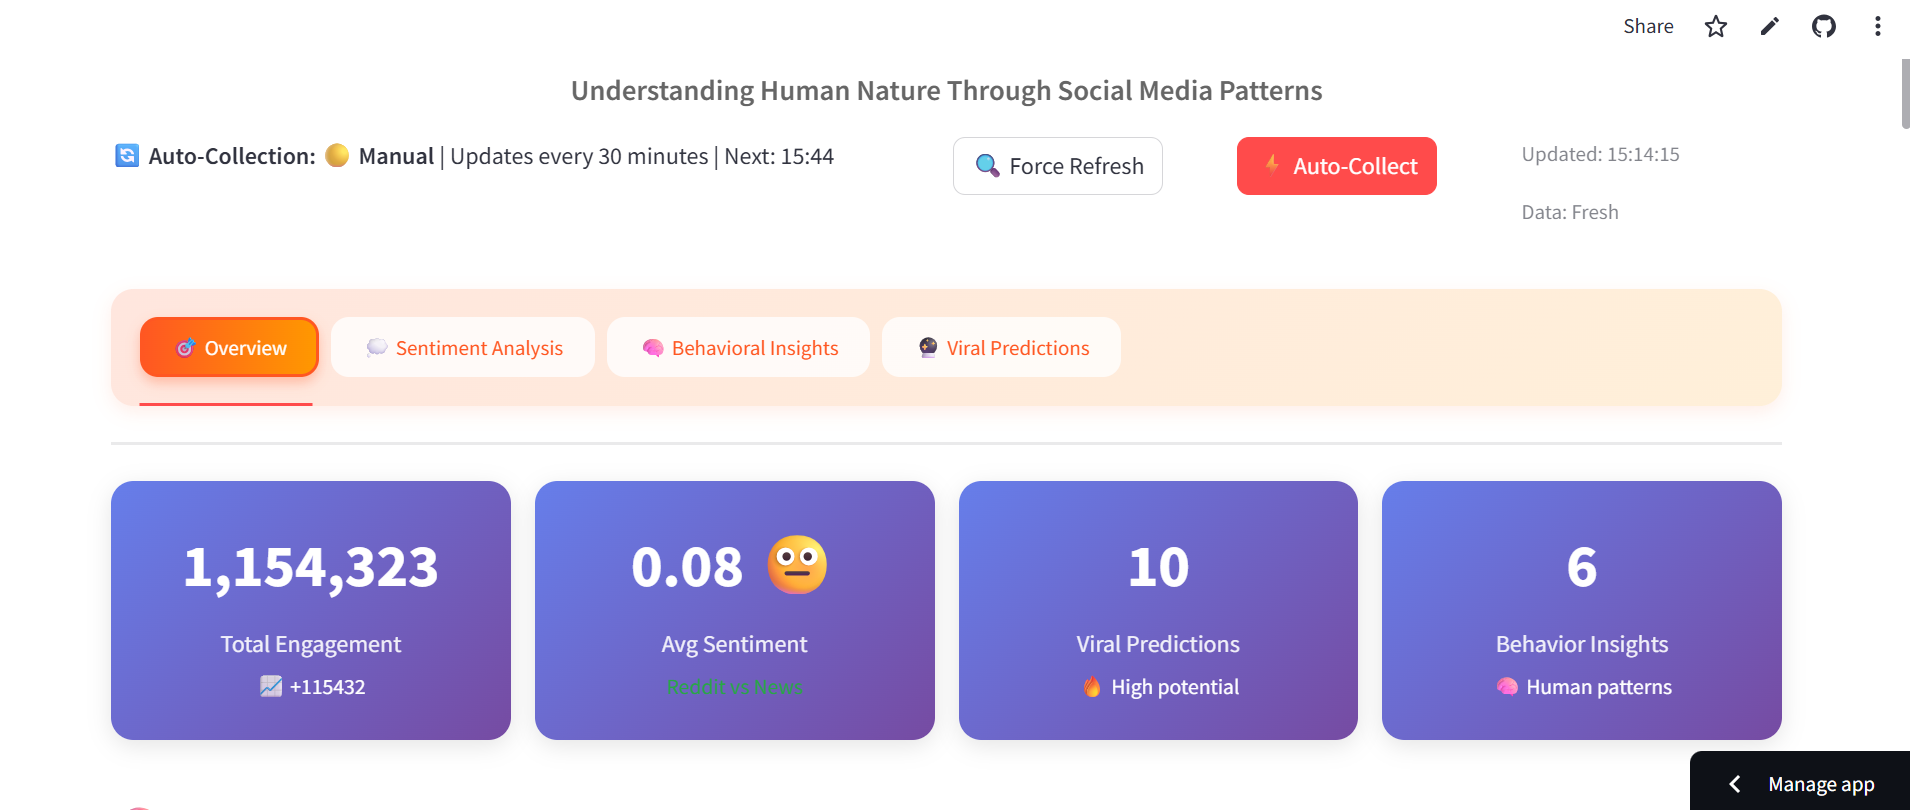 Share
Understanding Human Nature Through Social Media Patterns
Auto-Collection: Manual | Updates every 30 minutes | Next: 15:44
Force Refresh
Auto-Collect
Updated: 15:14:15
Data: Fresh
Overview
Sentiment Analysis
Behavioral Insights
Viral Predictions
1,154,323
Total Engagement
+115432
0.08
Avg Sentiment
Reddit vs News
10
Viral Predictions
High potential
6
Behavior Insights
Human patterns
Manage app